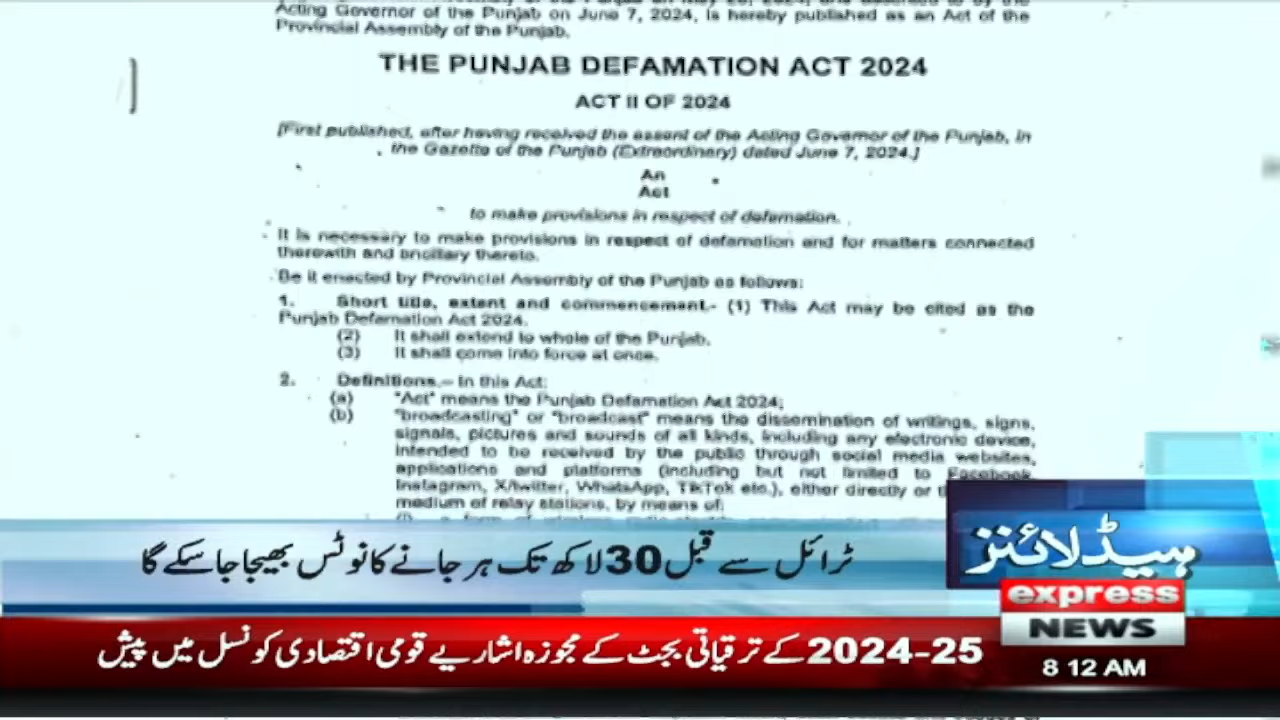 Acting Governor of the Punjab on June 7, 2024, is hereby published as an Act of the
Provincial Assembly of the Punjab.
THE PUNJAB DEFAMATION ACT 2024
ACT II OF 2024
[First published, after having received the assent of the Acting Governor of the Punjab, in
the Gazette of the Punjab (Extraordinary) dated June 7, 2024.]
An
Act
to make provisions in respect of defamation.
It is necessary to make provisions in respect of defamation and for matters connected
therewith and ancillary thereto.
Be it enacted by Provincial Assembly of the Punjab as follows:
1. Short title, extent and commencement.- (1) This Act may be cited as the
Punjab Defamation Act 2024.
(2) It shall extend to whole of the Punjab.
(3) It shall come into force at once.
2. Definitions.– In this Act:
(a) "Act" means the Punjab Defamation Act 2024;
(b) "broadcasting" or "broadcast" means the dissemination of writings, signs,
signals, pictures and sounds of all kinds, including any electronic device,
intended to be received by the public through social media websites,
applications and platforms (including but not limited to Facebook,
Instagram, X/twitter, WhatsApp, TikTok etc.), either directly or
medium of relay stations, by means of:
ٹرائل سے قبل 30 لاکھ تک ہرجانے کا نوٹس بھیجا جا سکے گا
ہیڈلائنز
express
NEWS
8:12 AM
2024-25 کے ترقیاتی بجٹ کے مجوزہ اشاریے قومی اقتصادی کونسل میں پیش